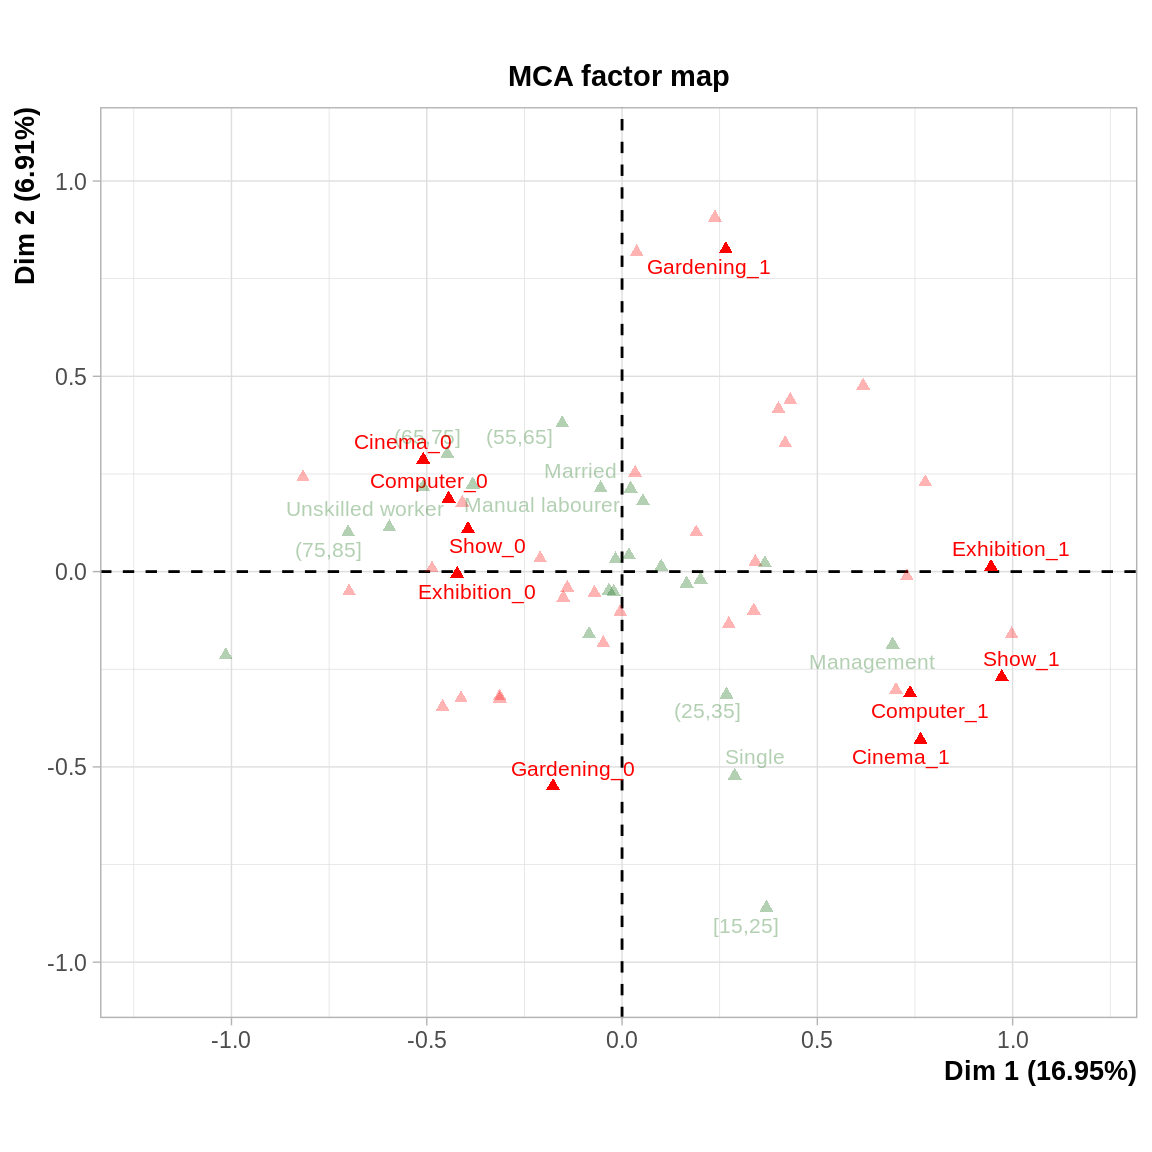 MCA factor map
Dim 2 (6.91%)
1.0
0.5
0.0
-0.5
-1.0
Gardening_1
(65,75]
(55,65]
Cinema_0
Married
Computer_0
Unskilled worker
Manual labourer
Show_0
(75,85]
Exhibition_1
Exhibition_0
Show_1
Management
(25,35]
Computer_1
Single
Cinema_1
Gardening_0
[15,25]
-1.0
-0.5
0.0
0.5
1.0
Dim 1 (16.95%)